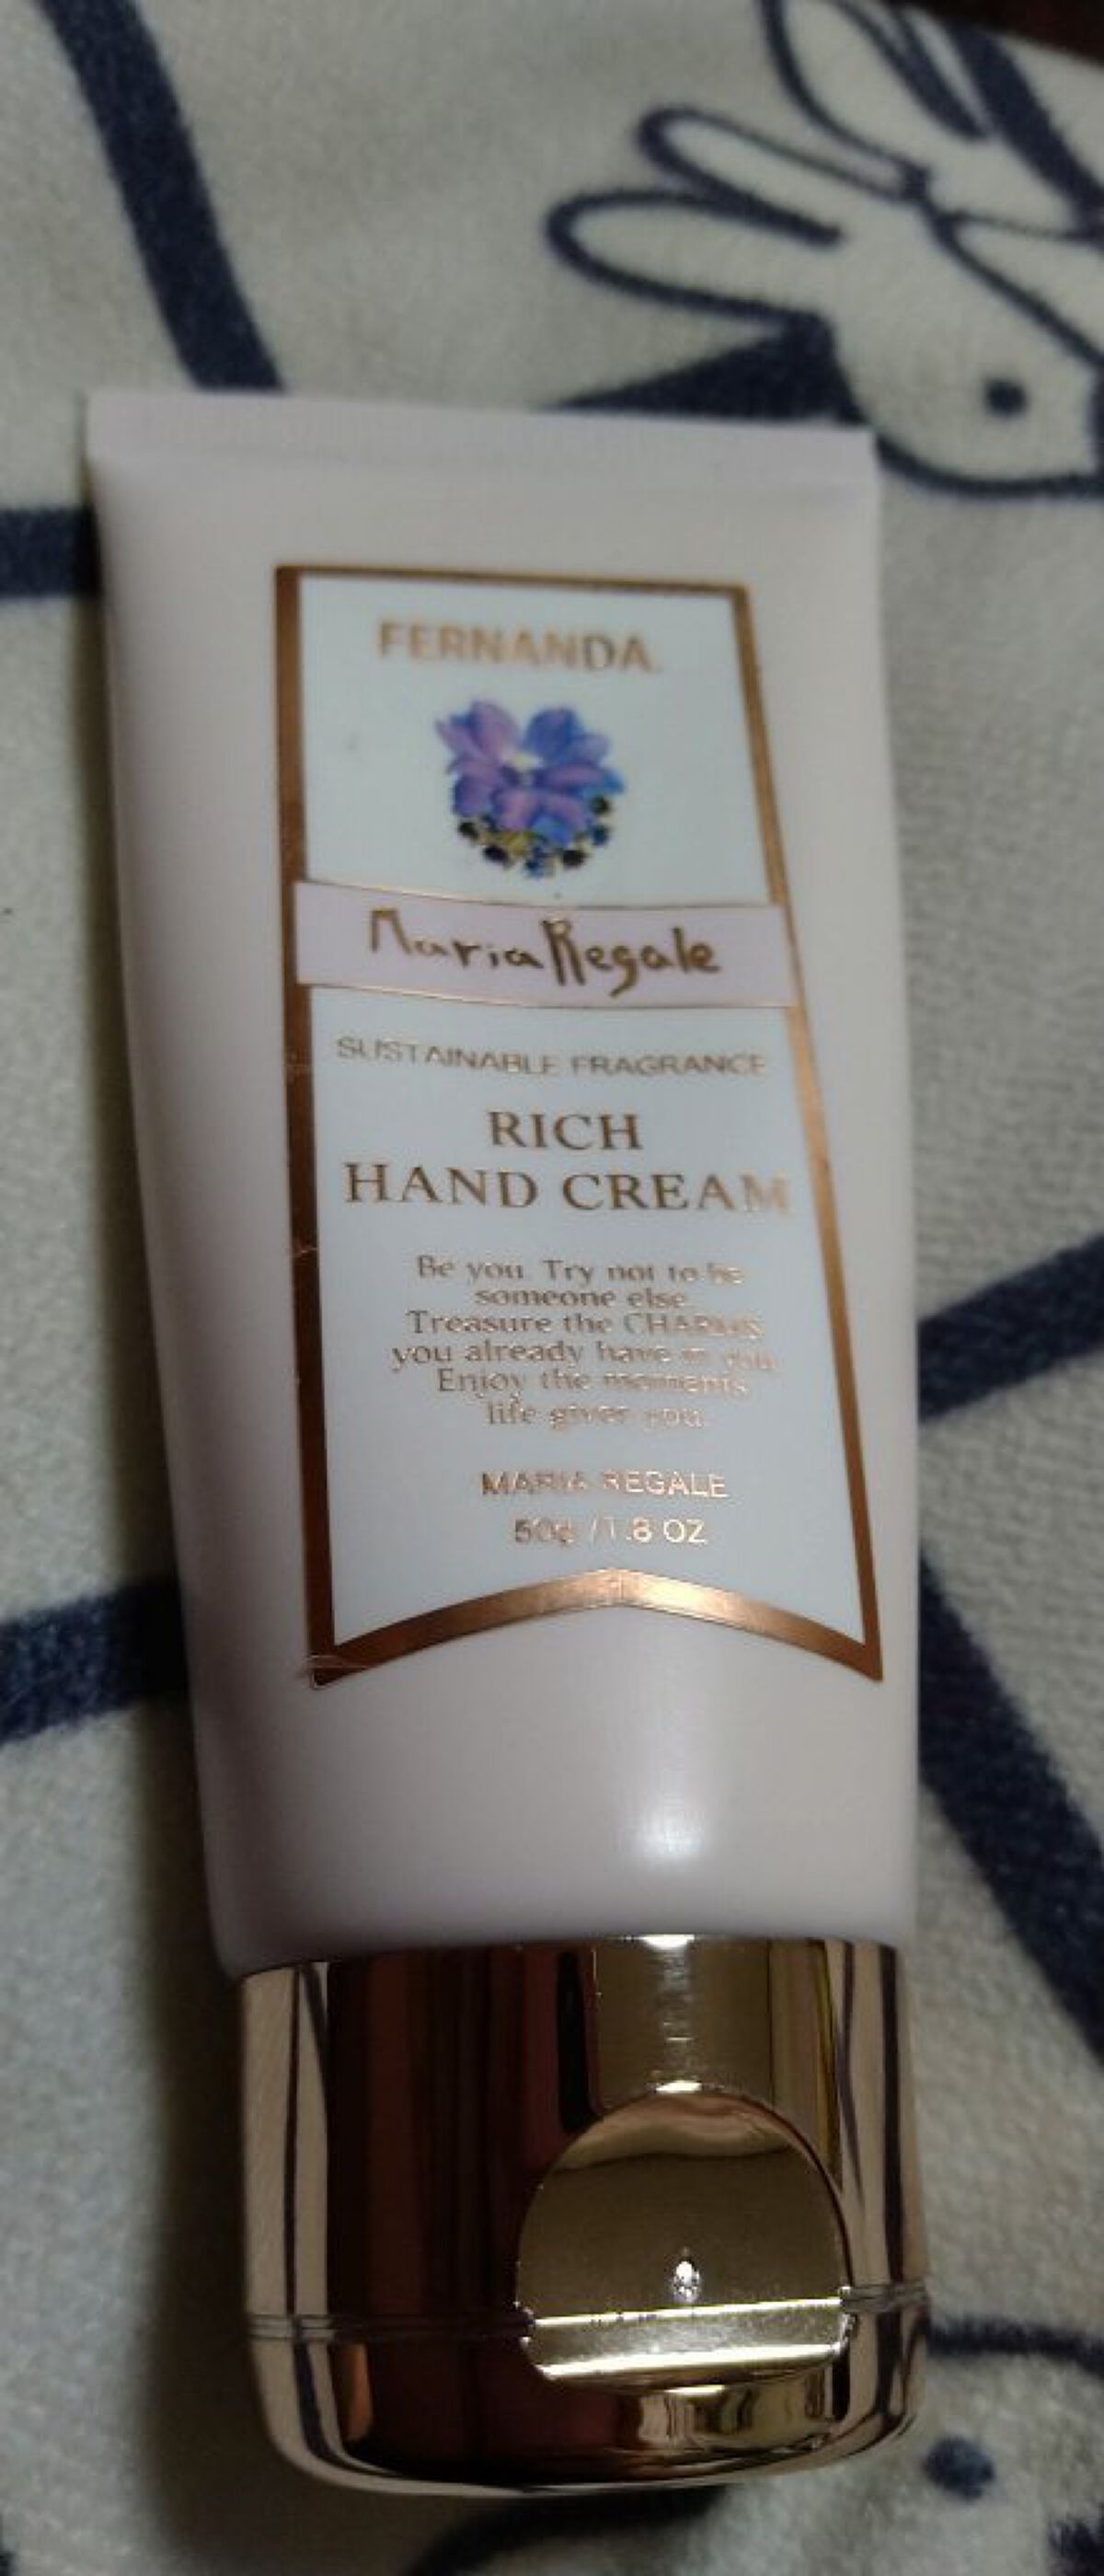 FERNANDA.
Maria Regale
SUSTAINABLE FRAGRANCE
RICH
HAND CREAM
Be you. Try not to be
someone else.
Treasure the CHARMS
you already have in you.
Enjoy the moments
life gives you.
MARIA REGALE
50g / 1.8 OZ